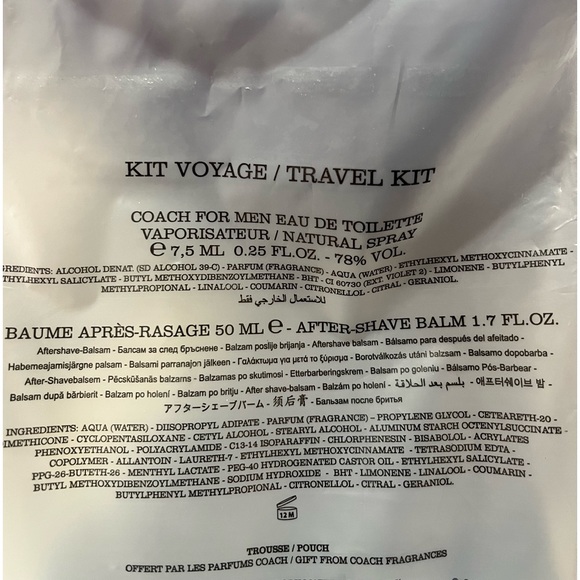 KIT VOYAGE / TRAVEL KIT
COACH FOR MEN EAU DE TOILETTE
VAPORISATEUR / NATURAL SPRAY
℮ 7,5 ML 0.25 FL.OZ. - 78% VOL.
REDIENTS: ALCOHOL DENAT. (SD ALCOHOL 39-C) - PARFUM (FRAGRANCE) - AQUA (WATER) - ETHYLHEXYL METHOXYCINNAMATE -
THYLHEXYL SALICYLATE - BUTYL METHOXYDIBENZOYLMETHANE - BHT - CI 60730 (EXT. VIOLET 2) - LIMONENE - BUTYLPHENYL
METHYLPROPIONAL - LINALOOL - COUMARIN - CITRONELLOL - CITRAL - GERANIOL.
للاستعمال الخارجي فقط
BAUME APRÈS-RASAGE 50 ML ℮ - AFTER-SHAVE BALM 1.7 FL.OZ.
Aftershave-Balsam - Балсам за след бръснене - Balzam poslije brijanja - Aftershave balsam - Bálsamo para después del afeitado -
Habemeajamisjärgne palsam - Balsami parranajon jälkeen - Γαλάκτωμα για μετά το ξύρισμα - Borotválkozás utáni balzsam - Balsamo dopobarba -
After-Shavebalsem - Pēcskūšanās balzams - Balzamas po skutimosi - Etterbarberingskrem - Balsam po goleniu - Bálsamo Pós-Barbear -
Balsam după bărbierit - Balzam po holení - Balzam po britju - After shave-balsam - Balzám po holení - بلسم بعد الحلاقة - 애프터쉐이브 밤 -
アフターシェーブバーム - 须后膏 - Бальзам после бритья
INGREDIENTS: AQUA (WATER) - DIISOPROPYL ADIPATE - PARFUM (FRAGRANCE) - PROPYLENE GLYCOL - CETEARETH-20 -
IMETHICONE - CYCLOPENTASILOXANE - CETYL ALCOHOL - STEARYL ALCOHOL - ALUMINUM STARCH OCTENYLSUCCINATE -
PHENOXYETHANOL - POLYACRYLAMIDE - C13-14 ISOPARAFFIN - CHLORPHENESIN - BISABOLOL - ACRYLATES
COPOLYMER - ALLANTOIN - LAURETH-7 - ETHYLHEXYL METHOXYCINNAMATE - TETRASODIUM EDTA -
PPG-26-BUTETH-26 - MENTHYL LACTATE - PEG-40 HYDROGENATED CASTOR OIL - ETHYLHEXYL SALICYLATE -
BUTYL METHOXYDIBENZOYLMETHANE - SODIUM HYDROXIDE - BHT - LIMONENE - LINALOOL - COUMARIN -
BUTYLPHENYL METHYLPROPIONAL - CITRONELLOL - CITRAL - GERANIOL.
12 M
TROUSSE / POUCH
OFFERT PAR LES PARFUMS COACH / GIFT FROM COACH FRAGRANCES